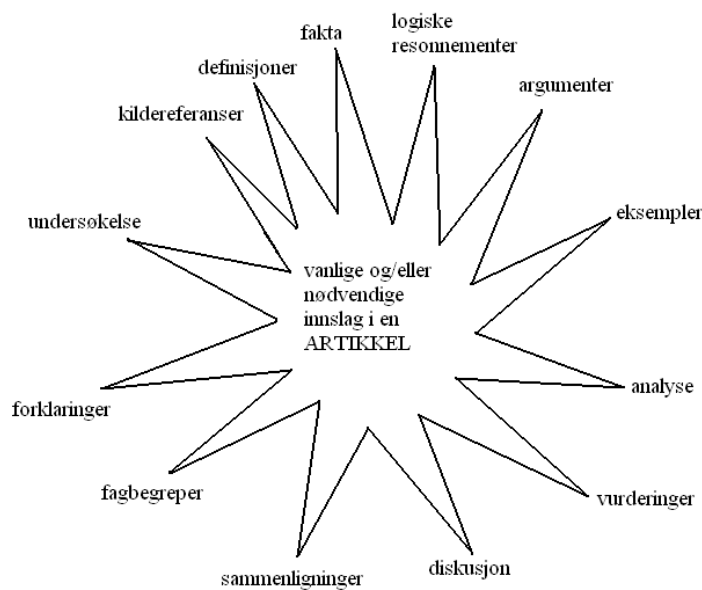 fakta
logiske
resonnementer
definisjoner
argumenter
kildereferanser
eksempler
undersøkelse
vanlige og/eller
nødvendige
innslag i en
ARTIKKEL
analyse
forklaringer
fagbegreper
vurderinger
diskusjon
sammenligninger